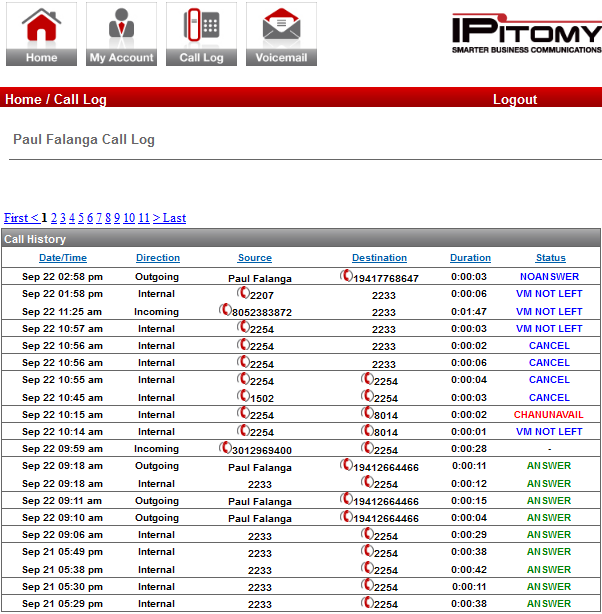 Home My Account Call Log Voicemail
IPitomy
SMARTER BUSINESS COMMUNICATIONS
Home / Call Log Logout
Paul Falanga Call Log
First < 1 2 3 4 5 6 7 8 9 10 11 > Last
Call History
Date/Time Direction Source Destination Duration Status
Sep 22 02:58 pm Outgoing Paul Falanga 19417768647 0:00:03 NOANSWER
Sep 22 01:58 pm Internal 2207 2233 0:00:06 VM NOT LEFT
Sep 22 11:25 am Incoming 8052383872 2233 0:01:47 VM NOT LEFT
Sep 22 10:57 am Internal 2254 2233 0:00:03 VM NOT LEFT
Sep 22 10:56 am Internal 2254 2233 0:00:02 CANCEL
Sep 22 10:56 am Internal 2254 2233 0:00:06 CANCEL
Sep 22 10:55 am Internal 2254 2254 0:00:04 CANCEL
Sep 22 10:45 am Internal 1502 2254 0:00:03 CANCEL
Sep 22 10:15 am Internal 2254 8014 0:00:02 CHANUNAVAIL
Sep 22 10:14 am Internal 2254 8014 0:00:01 VM NOT LEFT
Sep 22 09:59 am Incoming 3012969400 2254 0:00:28 -
Sep 22 09:18 am Outgoing Paul Falanga 19412664466 0:00:11 ANSWER
Sep 22 09:18 am Internal 2233 2254 0:00:12 ANSWER
Sep 22 09:11 am Outgoing Paul Falanga 19412664466 0:00:15 ANSWER
Sep 22 09:10 am Outgoing Paul Falanga 19412664466 0:00:04 ANSWER
Sep 22 09:06 am Internal 2233 2254 0:00:29 ANSWER
Sep 21 05:49 pm Internal 2233 2254 0:00:38 ANSWER
Sep 21 05:38 pm Internal 2233 2254 0:00:42 ANSWER
Sep 21 05:30 pm Internal 2233 2254 0:00:11 ANSWER
Sep 21 05:29 pm Internal 2233 2254 0:00:38 ANSWER